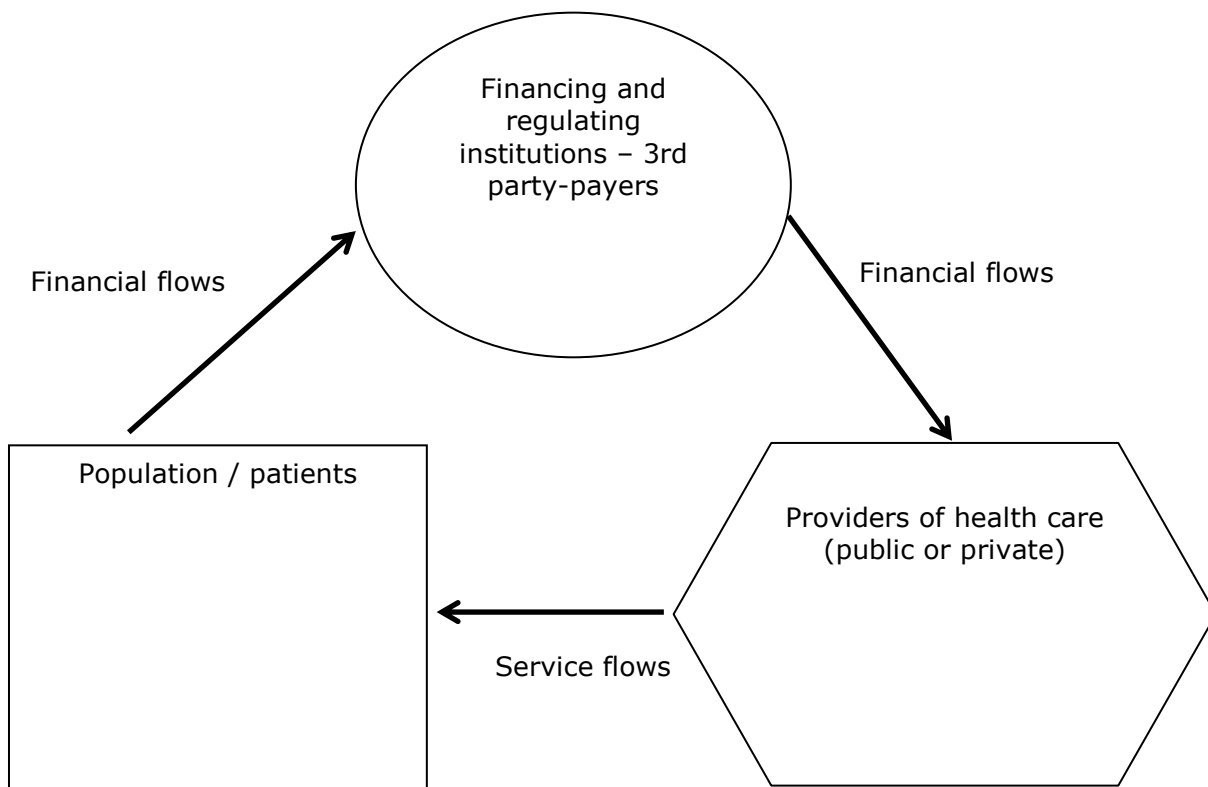 Financing and
regulating
institutions – 3rd
party-payers
Financial flows
Financial flows
Population / patients
Providers of health care
(public or private)
Service flows